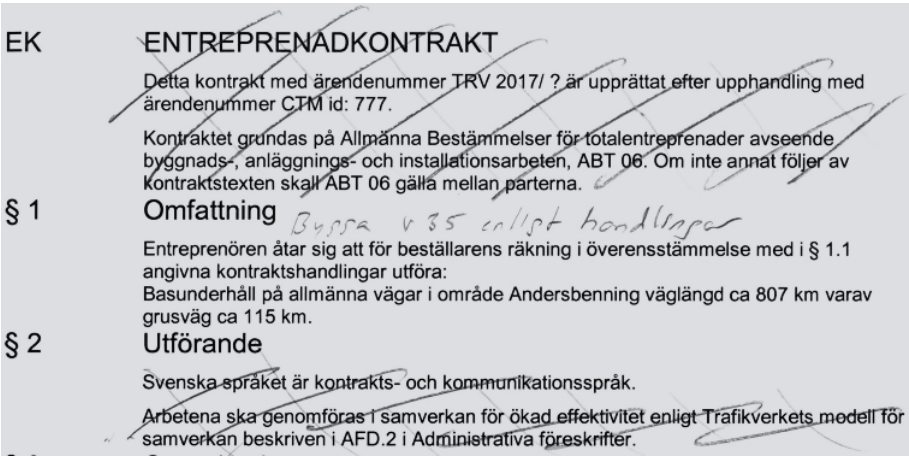 EK ENTREPRENADKONTRAKT
Detta kontrakt med ärendenummer TRV 2017/ ? är upprättat efter upphandling med
ärendenummer CTM id: 777.
Kontraktet grundas på Allmänna Bestämmelser för totalentreprenader avseende
byggnads-, anläggnings- och installationsarbeten, ABT 06. Om inte annat följer av
kontraktstexten skall ABT 06 gälla mellan parterna.
§ 1 Omfattning Bygga v 35 enligt handlingar
Entreprenören åtar sig att för beställarens räkning i överensstämmelse med i § 1.1
angivna kontraktshandlingar utföra:
Basunderhåll på allmänna vägar i område Andersbenning väglängd ca 807 km varav
grusväg ca 115 km.
§ 2 Utförande
Svenska språket är kontrakts- och kommunikationsspråk.
Arbetena ska genomföras i samverkan för ökad effektivitet enligt Trafikverkets modell för
samverkan beskriven i AFD.2 i Administrativa föreskrifter.